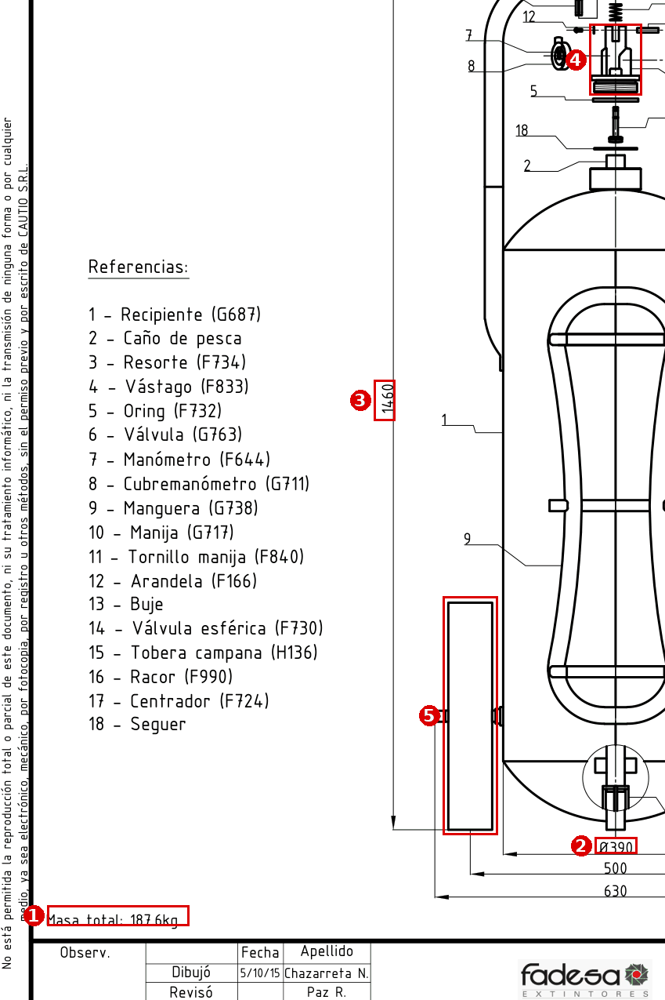 12
7
4
8
5
18
2
Referencias:
1 - Recipiente (G687)
2 - Caño de pesca
3 - Resorte (F734)
4 - Vástago (F833)
5 - Oring (F732)
6 - Válvula (G763)
7 - Manómetro (F644)
8 - Cubremanómetro (G711)
9 - Manguera (G738)
10 - Manija (G717)
11 - Tornillo manija (F840)
12 - Arandela (F166)
13 - Buje
14 - Válvula esférica (F730)
15 - Tobera campana (H136)
16 - Racor (F990)
17 - Centrador (F724)
18 - Seguer
3
1460
1
9
5
2
Ø390
500
630
1
Masa total: 187.6kg
No está permitida la reproducción total o parcial de este documento, ni su tratamiento informático, ni la transmisión de ninguna forma o por cualquier
medio, ya sea electrónico, mecánico, por fotocopia, por registro u otros métodos, sin el permiso previo y por escrito de CAUTIO S.R.L.
Observ.
Fecha
Apellido
Dibujó
5/10/15
Chazarreta N.
Revisó
Paz R.
fadesa
EXTINTORES